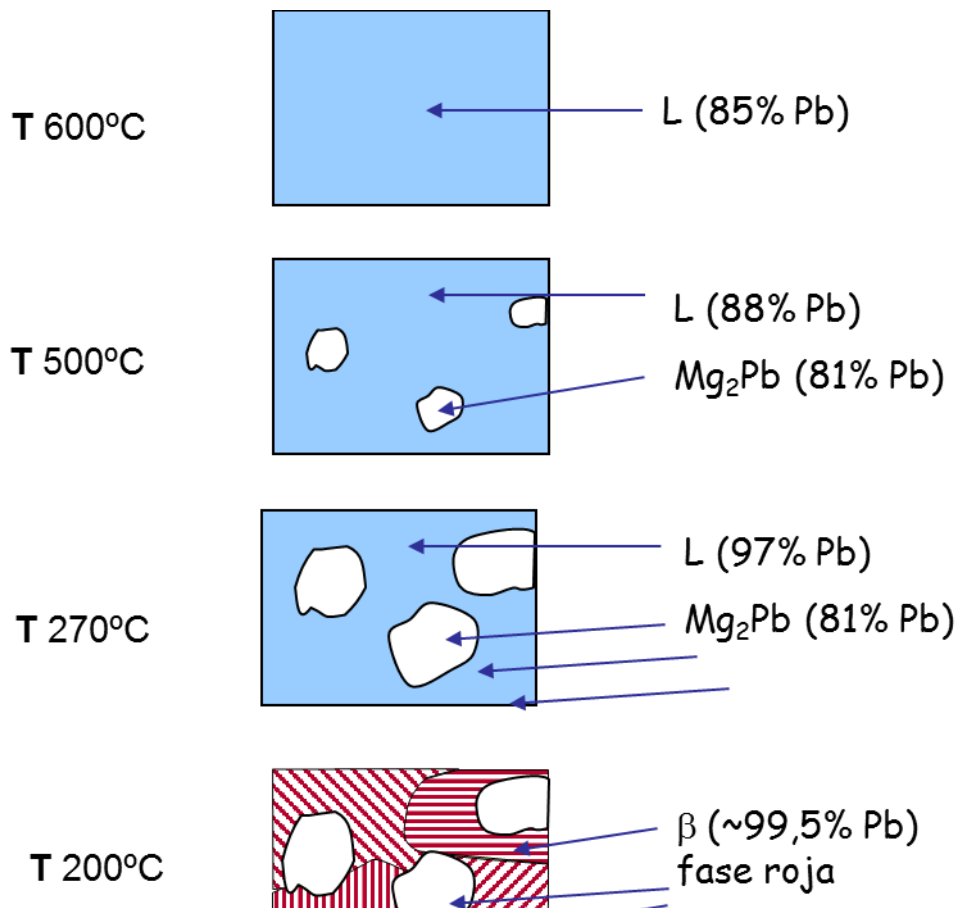 T 600ºC
L (85% Pb)
T 500ºC
L (88% Pb)
Mg₂Pb (81% Pb)
T 270ºC
L (97% Pb)
Mg₂Pb (81% Pb)
T 200ºC
β (~99,5% Pb)
fase roja